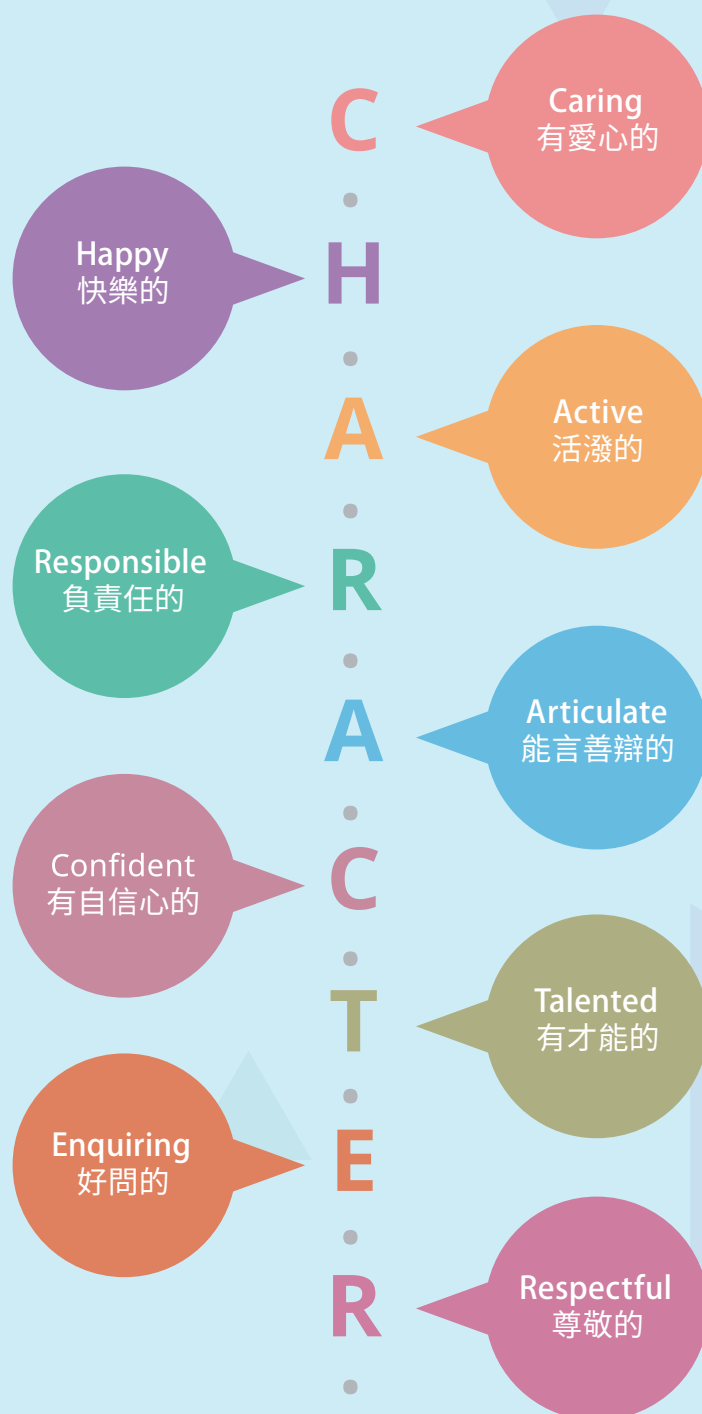 C
Caring
有愛心的
Happy
快樂的
H
A
Active
活潑的
Responsible
負責任的
R
A
Articulate
能言善辯的
Confident
有自信心的
C
T
Talented
有才能的
Enquiring
好問的
E
R
Respectful
尊敬的